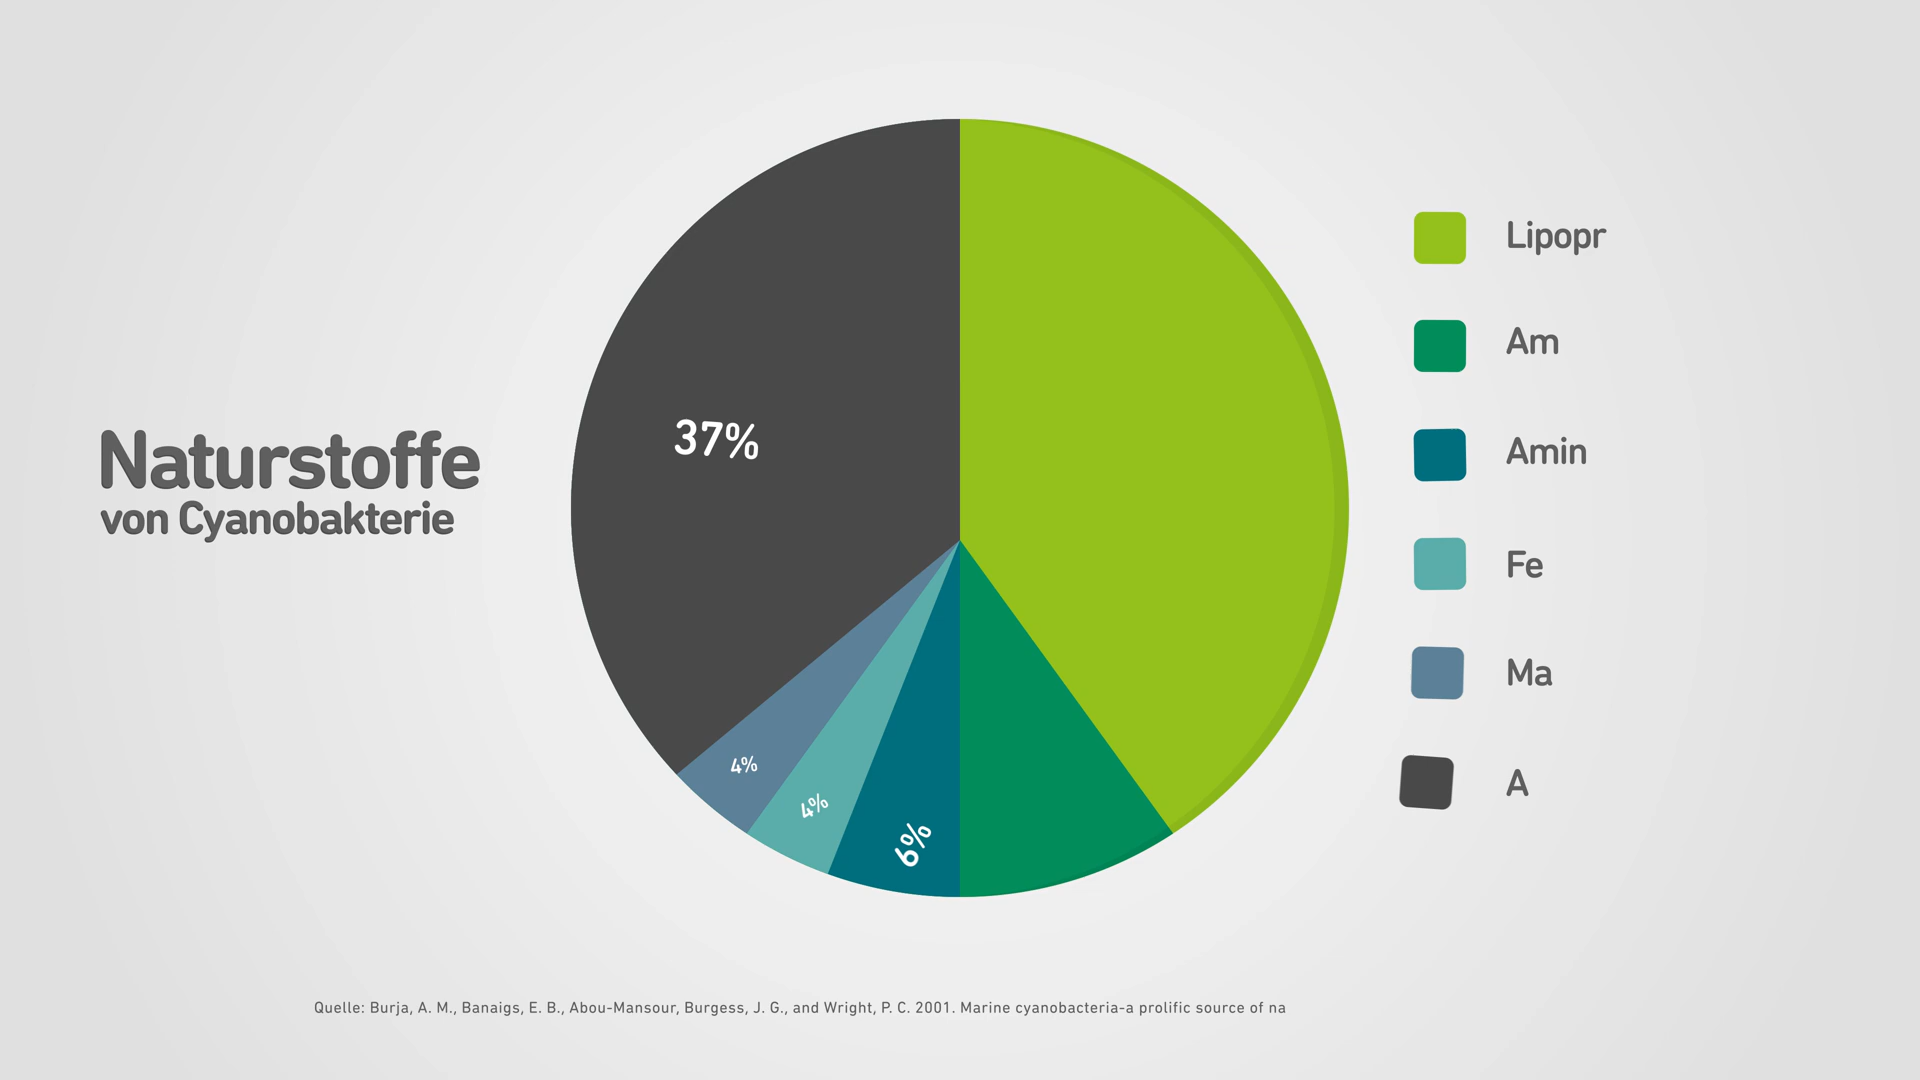 Naturstoffe
von Cyanobakterie
37%
4%
4%
6%
Lipopr
Am
Amin
Fe
Ma
A
Quelle: Burja, A. M., Banaigs, E. B., Abou-Mansour, Burgess, J. G., and Wright, P. C. 2001. Marine cyanobacteria-a prolific source of na